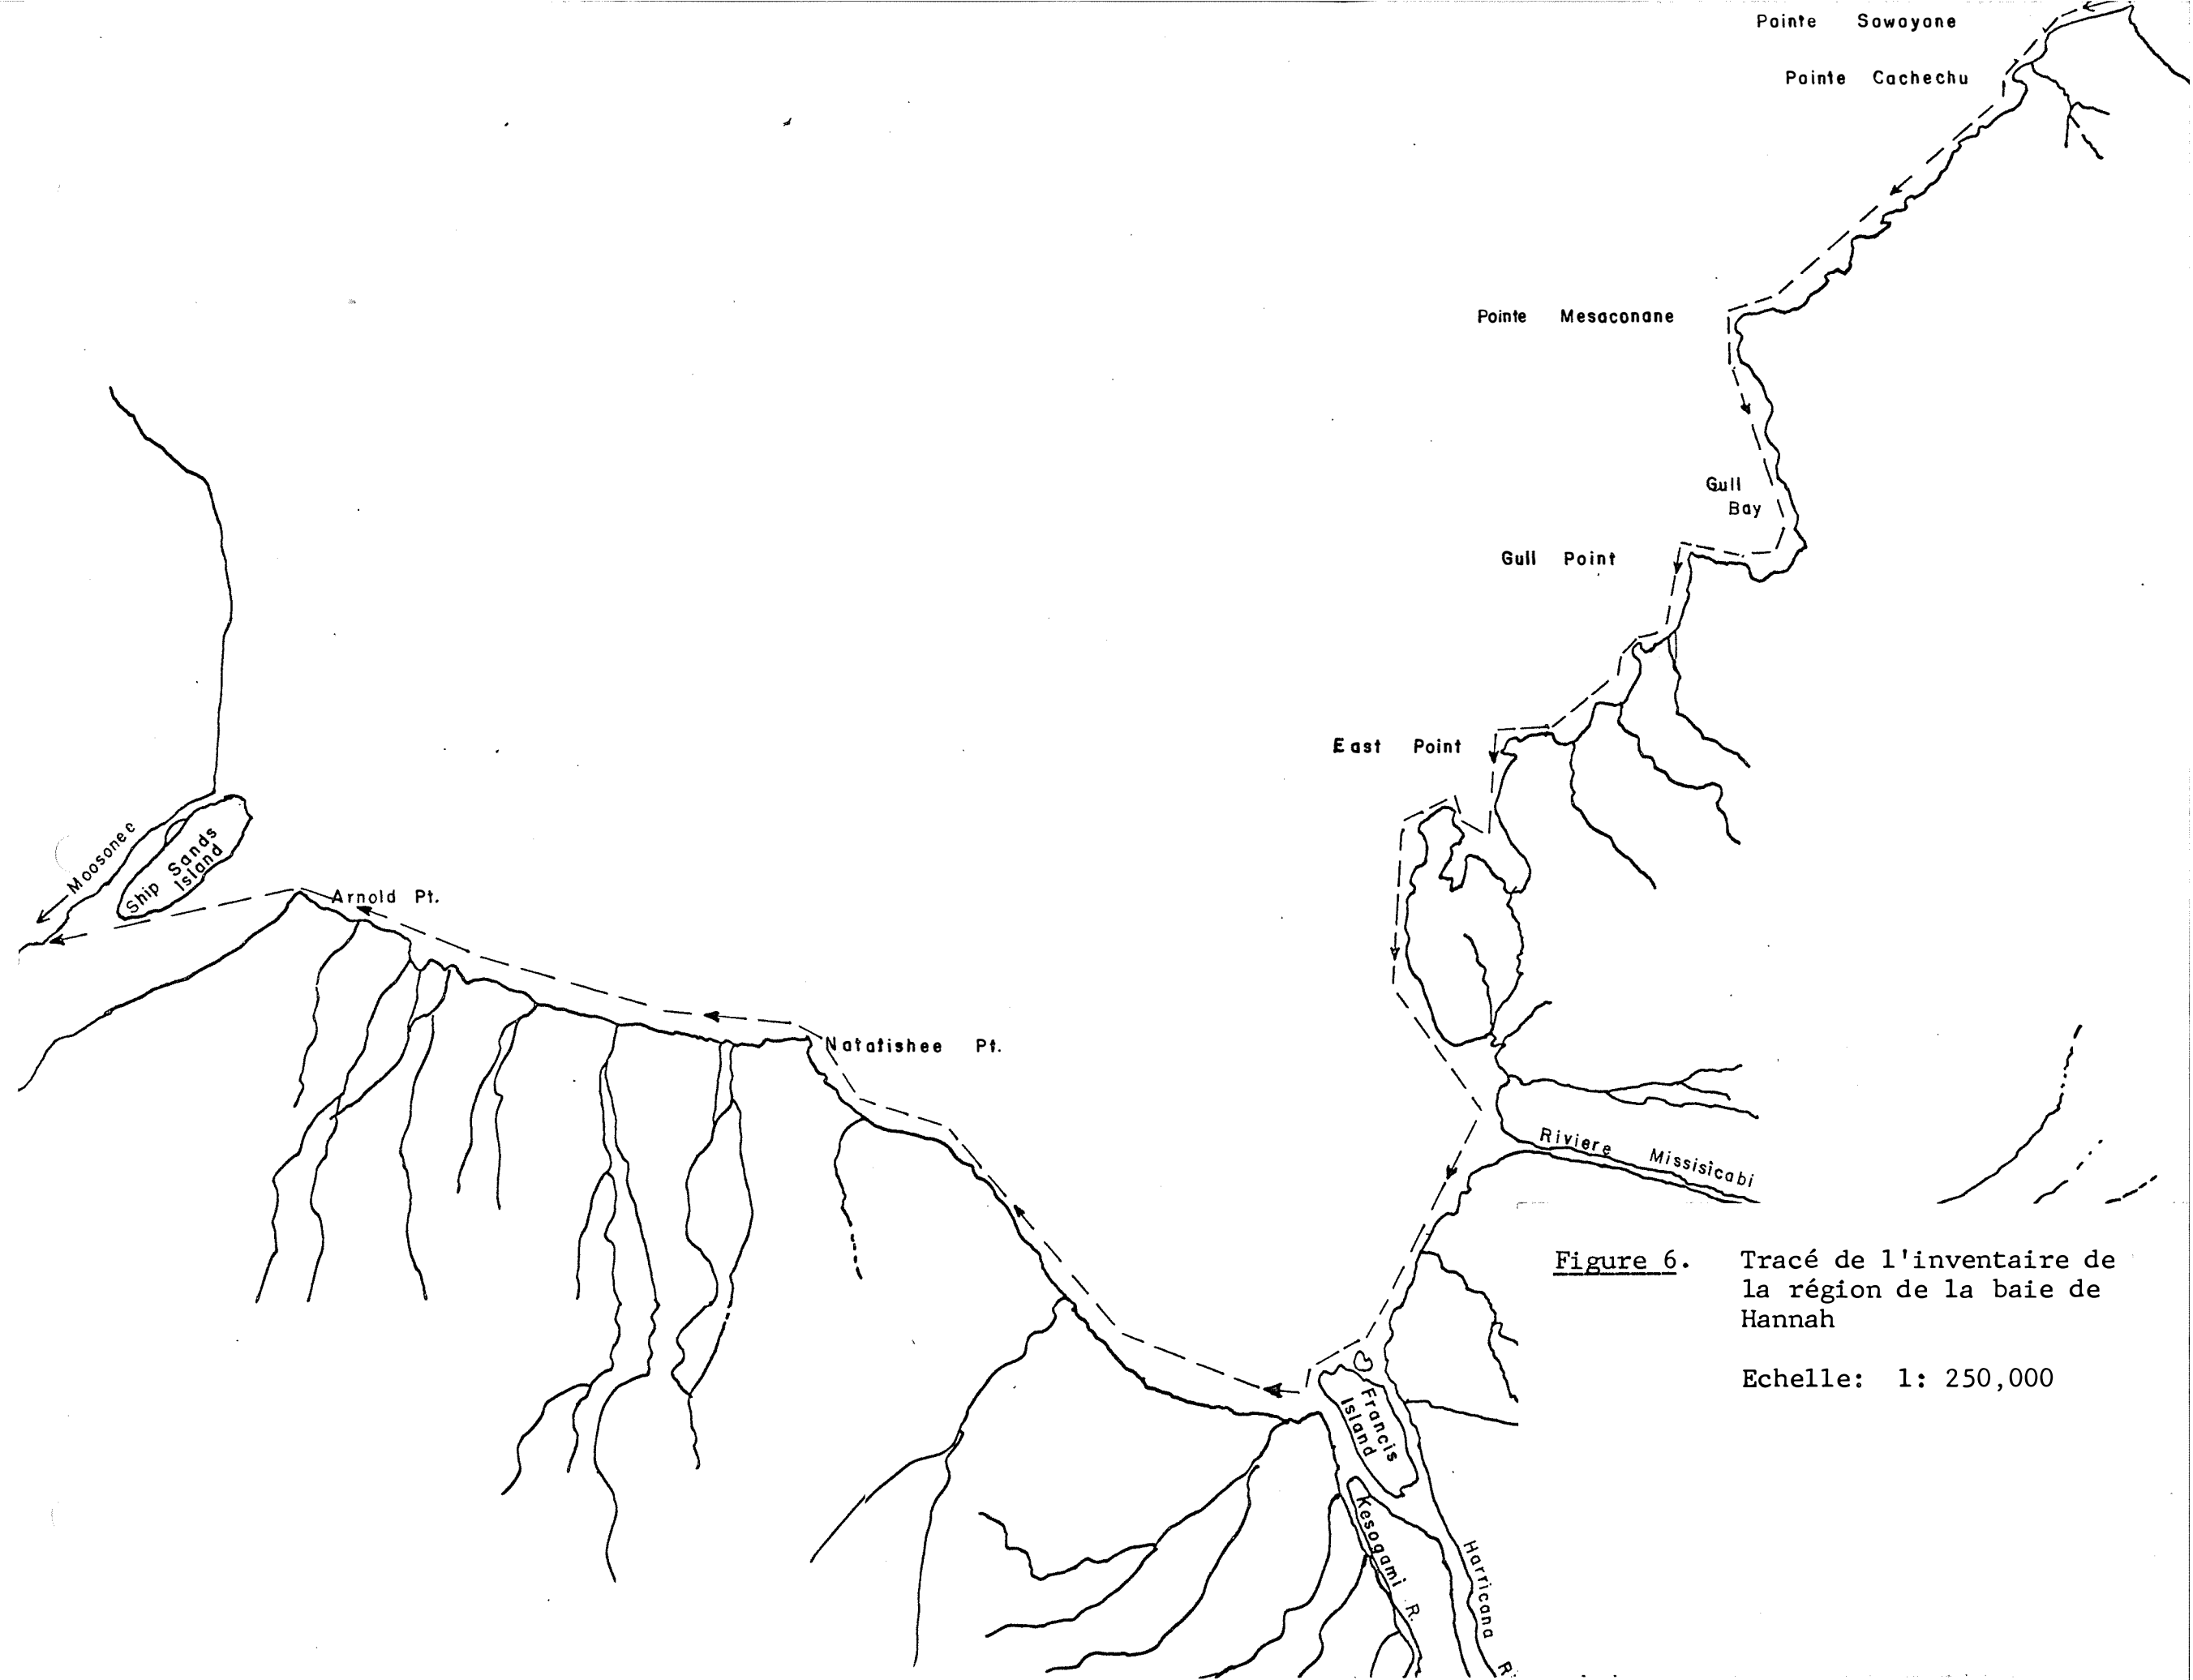 Pointe Sawayane
Pointe Cachechu
Pointe Mesaconane
Gull
Bay
Gull Point
East Point
Moosonee
Ship Sands
Island
Arnold Pt.
Natatishee Pt.
Riviere Missisicabi
Figure 6. Tracé de l'inventaire de
la région de la baie de
Hannah
Echelle: 1: 250,000
Francis
Island
Kesogami R.
Harricana R.